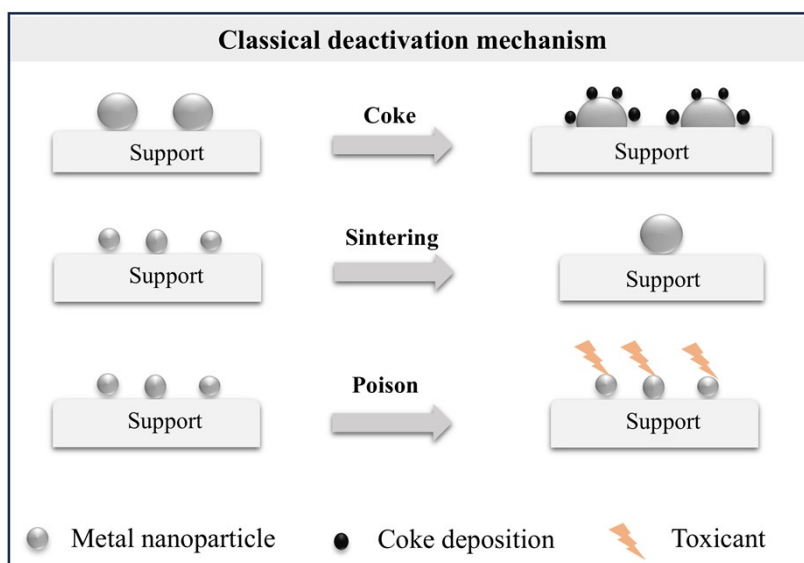 Classical deactivation mechanism
Support
Coke
Support
Support
Sintering
Support
Support
Poison
Support
Metal nanoparticle
Coke deposition
Toxicant